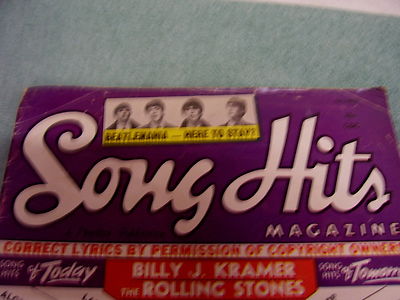 BEATLEMANIA — HERE TO STAY?
Song Hits
MAGAZINE
CORRECT LYRICS BY PERMISSION OF COPYRIGHT OWNERS
SONG HITS of Today
BILLY J. KRAMER
THE ROLLING STONES
SONG HITS of Tomorro